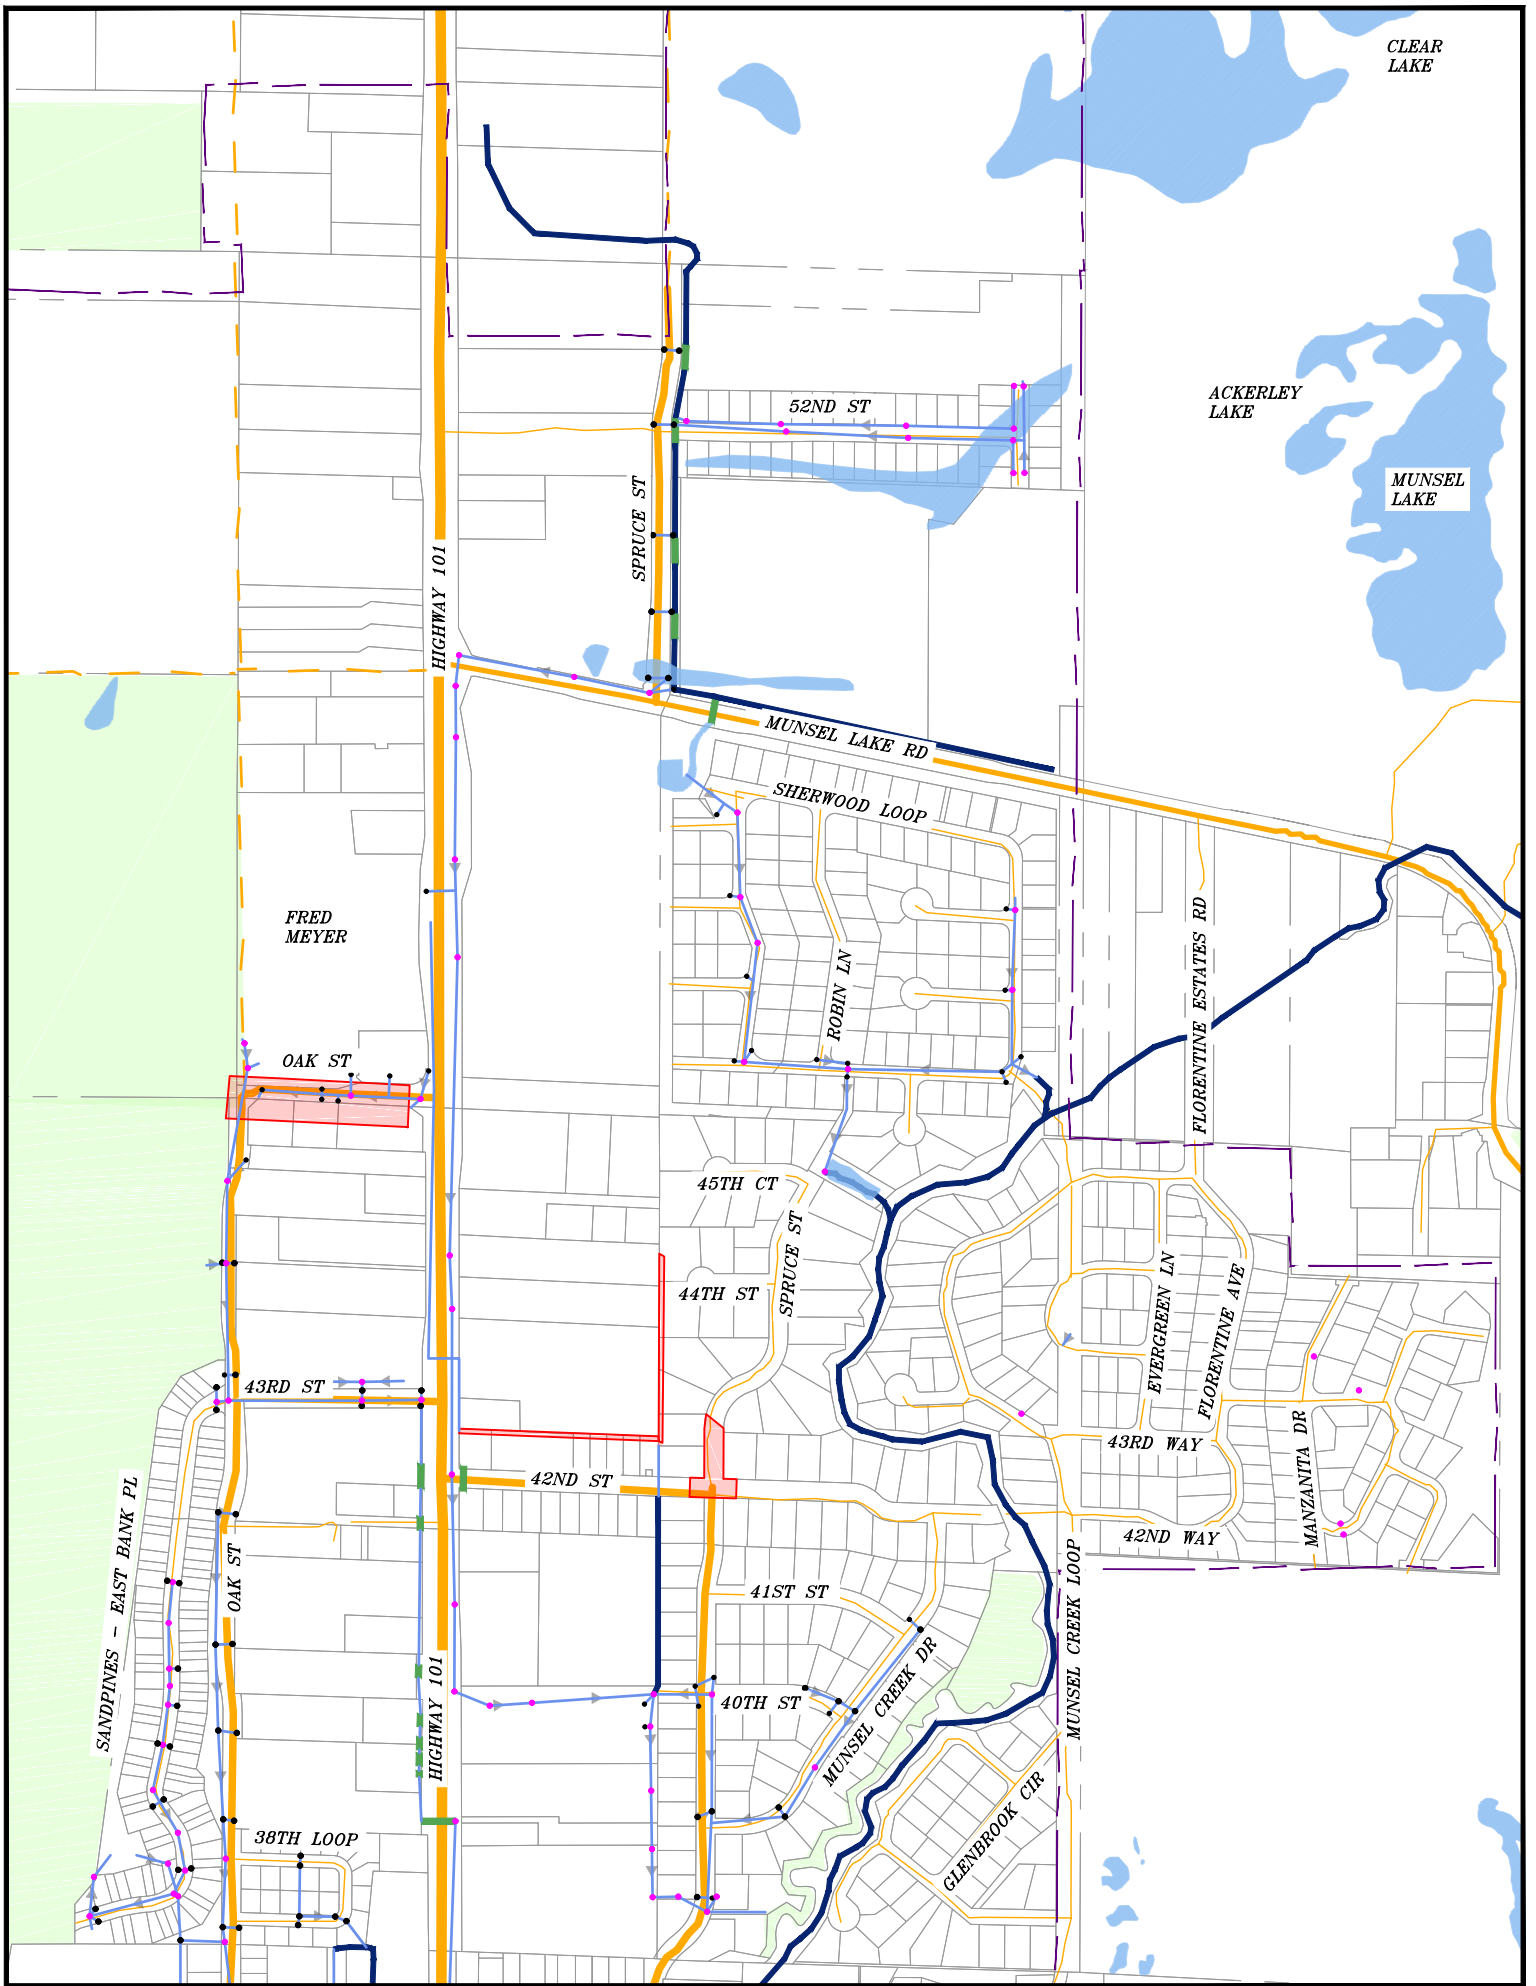 CLEAR
LAKE
ACKERLEY
LAKE
52ND ST
MUNSEL
LAKE
SPRUCE ST
HIGHWAY 101
MUNSEL LAKE RD
SHERWOOD LOOP
FRED
MEYER
ROBIN LN
FLORENTINE ESTATES RD
OAK ST
45TH CT
SPRUCE ST
44TH ST
EVERGREEN LN
FLORENTINE AVE
43RD ST
MANZANITA DR
43RD WAY
42ND ST
SANDPINES - EAST BANK PL
42ND WAY
OAK ST
MUNSEL CREEK LOOP
41ST ST
MUNSEL CREEK DR
HIGHWAY 101
40TH ST
GLENBROOK CIR
38TH LOOP